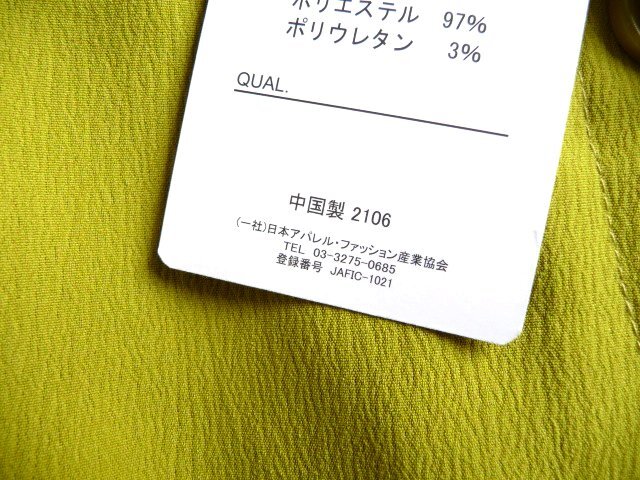 ポリエステル 97%
ポリウレタン 3%
QUAL.
中国製 2106
(一社)日本アパレル・ファッション産業協会
TEL 03-3275-0685
登録番号 JAFIC-1021